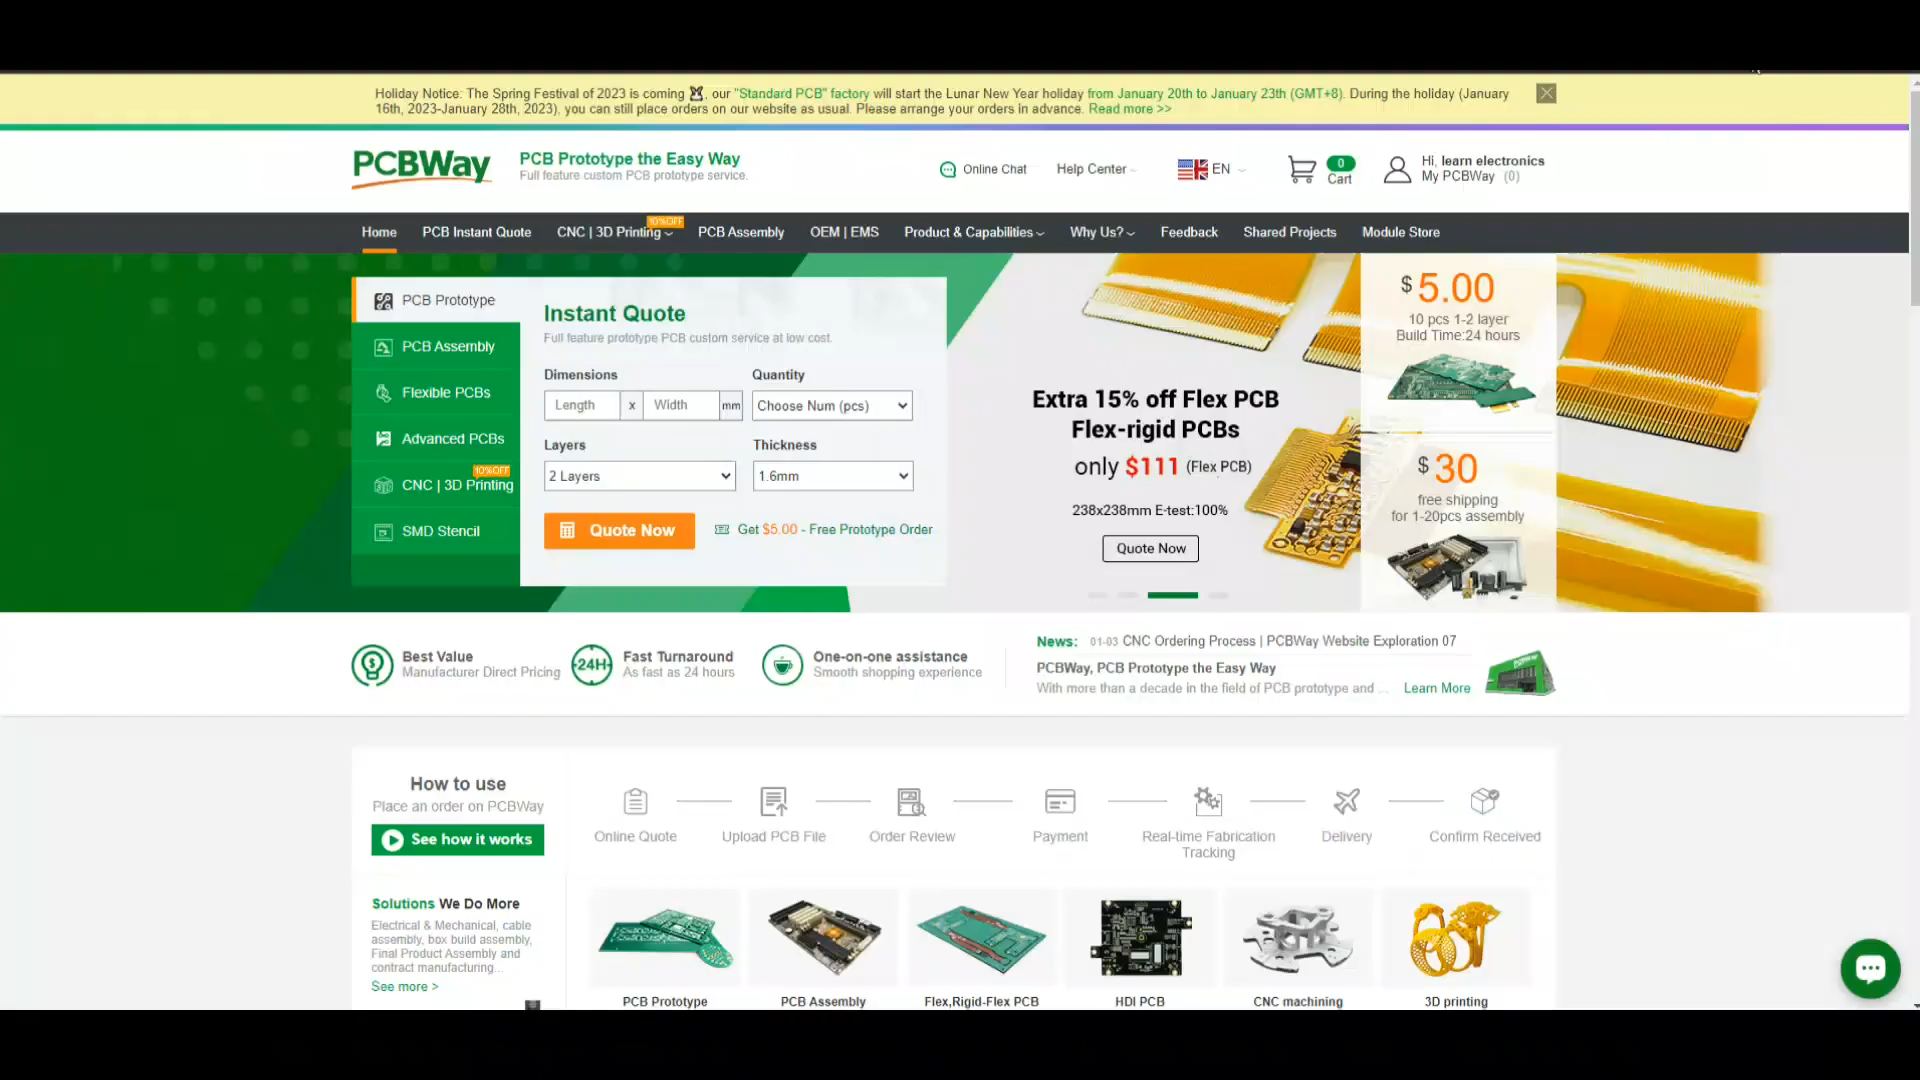 Holiday Notice: The Spring Festival of 2023 is coming , our "Standard PCB" factory will start the Lunar New Year holiday from January 20th to January 23th (GMT+8). During the holiday (January
16th, 2023-January 28th, 2023), you can still place orders on our website as usual. Please arrange your orders in advance. Read more >>
PCBWay
PCB Prototype the Easy Way
Full feature custom PCB prototype service.
Online Chat
Help Center
EN
0
Cart
Hi, learn electronics
My PCBWay (0)
10%OFF
Home PCB Instant Quote CNC | 3D Printing PCB Assembly OEM | EMS Product & Capabilities Why Us? Feedback Shared Projects Module Store
PCB Prototype
PCB Assembly
Flexible PCBs
Advanced PCBs
10%OFF
CNC | 3D Printing
SMD Stencil
Instant Quote
Full feature prototype PCB custom service at low cost.
Dimensions Quantity
Length x Width mm Choose Num (pcs)
Layers Thickness
2 Layers 1.6mm
Quote Now Get $5.00 - Free Prototype Order
Extra 15% off Flex PCB
Flex-rigid PCBs
only $111 (Flex PCB)
238x238mm E-test:100%
Quote Now
$ 5.00
10 pcs 1-2 layer
Build Time:24 hours
$ 30
free shipping
for 1-20pcs assembly
Best Value
Manufacturer Direct Pricing
24H
Fast Turnaround
As fast as 24 hours
One-on-one assistance
Smooth shopping experience
News: 01-03 CNC Ordering Process | PCBWay Website Exploration 07
PCBWay, PCB Prototype the Easy Way
With more than a decade in the field of PCB prototype and ... Learn More
How to use
Place an order on PCBWay
See how it works
Online Quote
Upload PCB File
Order Review
Payment
Real-time Fabrication
Tracking
Delivery
Confirm Received
Solutions We Do More
Electrical & Mechanical, cable
assembly, box build assembly,
Final Product Assembly and
contract manufacturing...
See more >
PCB Prototype
PCB Assembly
Flex,Rigid-Flex PCB
HDI PCB
CNC machining
3D printing